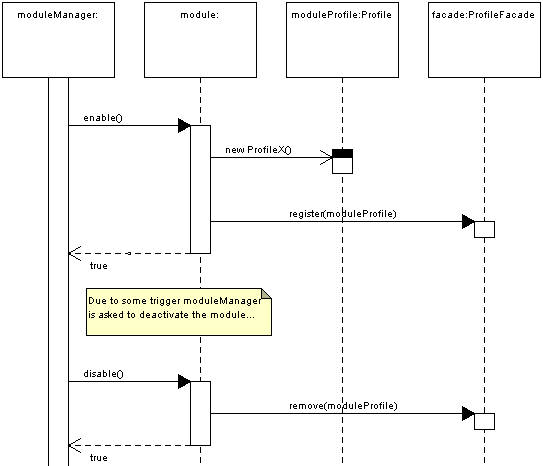 moduleManager:
module:
moduleProfile:Profile
facade:ProfileFacade
enable()
new ProfileX()
register(moduleProfile)
true
Due to some trigger moduleManager
is asked to deactivate the module...
disable()
remove(moduleProfile)
true